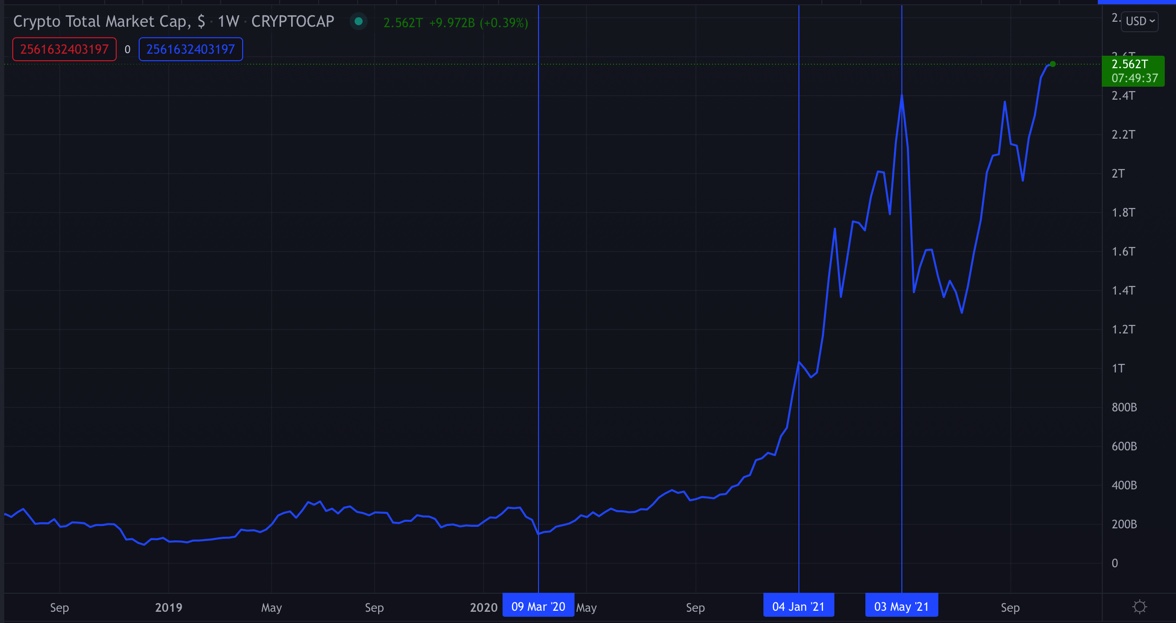 Crypto Total Market Cap, $ · 1W · CRYPTOCAP 2.562T +9.972B (+0.39%)
2561632403197 0 2561632403197
USD
2.562T
07:49:37
2.4T
2.2T
2T
1.8T
1.6T
1.4T
1.2T
1T
800B
600B
400B
200B
0
Sep 2019 May Sep 2020 09 Mar '20 May Sep 04 Jan '21 03 May '21 Sep